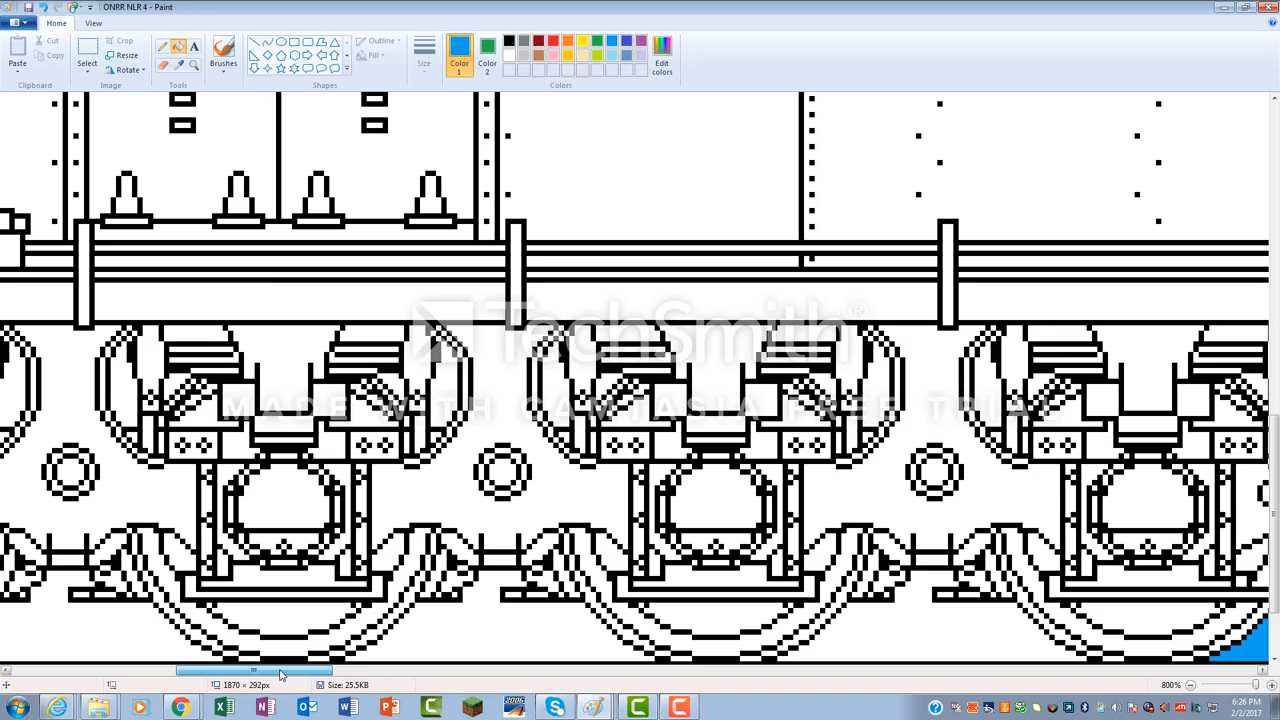 ONRR NLR 4 - Paint
Home View
Paste
Cut
Copy
Clipboard
Select
Crop
Resize
Rotate
Image
A
Tools
Brushes
Outline
Fill
Shapes
Size
Color 1
Color 2
Edit colors
Colors
TechSmith®
MADE WITH CAMTASIA FREE TRIAL
1870 × 292px
Size: 25.5KB
800%
2006
6:26 PM
2/2/2017